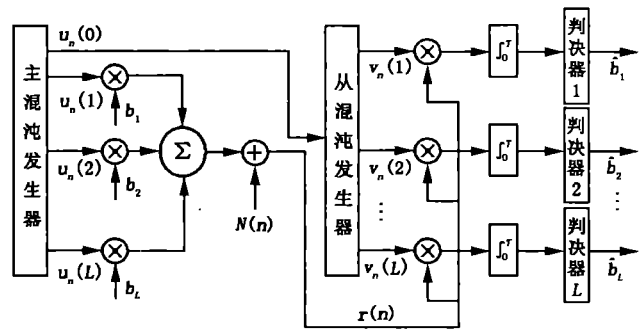 主混沌发生器
u_n(0)
u_n(1)
b_1
u_n(2)
b_2
u_n(L)
b_L
Σ
N(n)
r(n)
从混沌发生器
v_n(1)
∫_0^T
判决器1
b̂_1
v_n(2)
∫_0^T
判决器2
b̂_2
⋮
⋮
v_n(L)
∫_0^T
判决器L
b̂_L